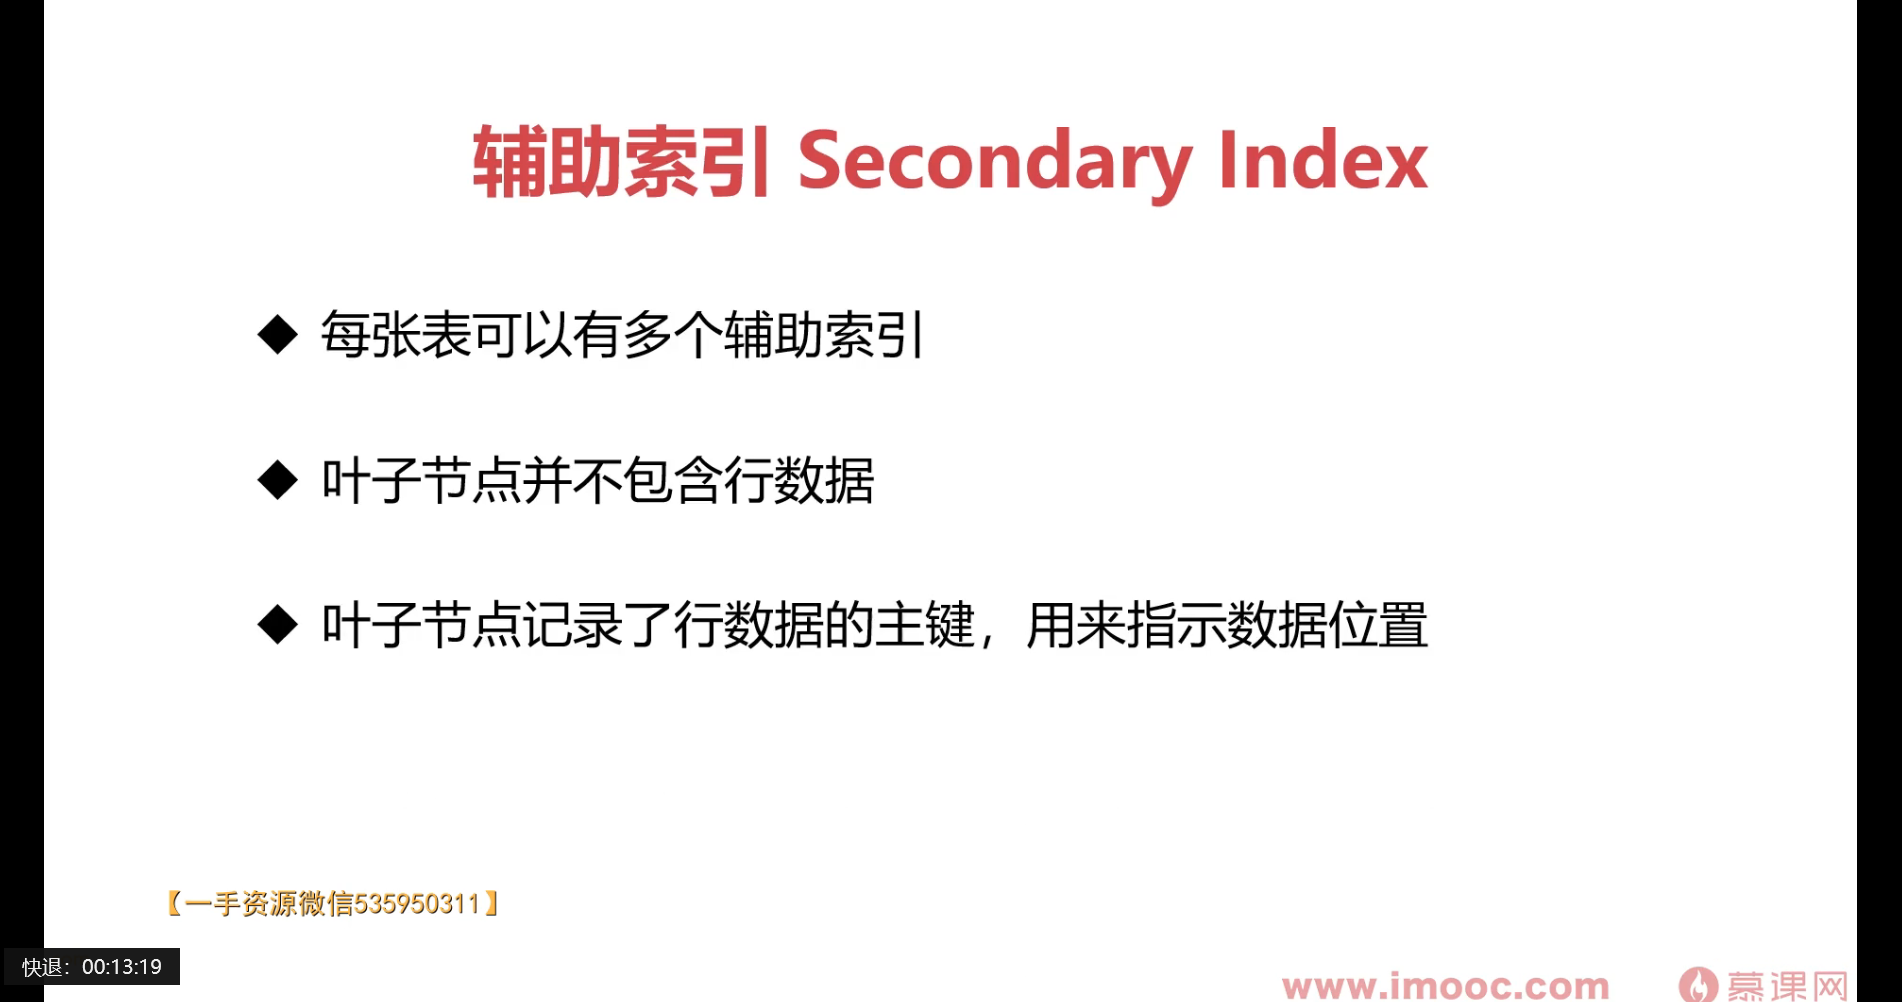 辅助索引 Secondary Index
◆ 每张表可以有多个辅助索引
◆ 叶子节点并不包含行数据
◆ 叶子节点记录了行数据的主键，用来指示数据位置
【一手资源微信535950311】
快退：00:13:19
www.imooc.com 慕课网